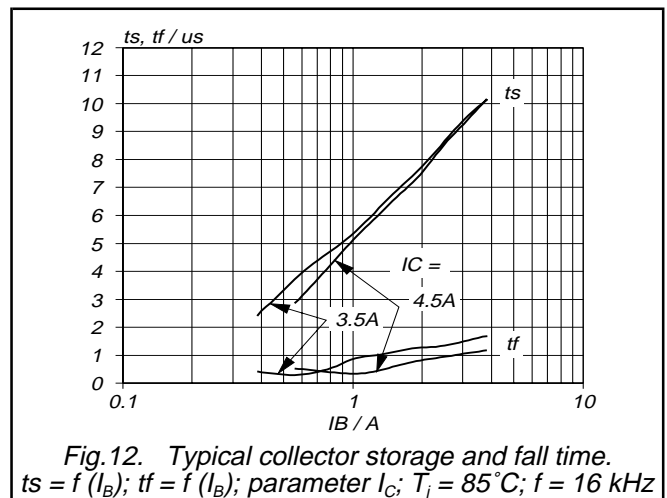 ts, tf / us
12
11
10
9
8
7
6
5
4
3
2
1
0
ts
IC =
3.5A
4.5A
tf
0.1
1
10
IB / A
Fig.12. Typical collector storage and fall time.
ts = f (IB); tf = f (IB); parameter IC; Tj = 85˚C; f = 16 kHz